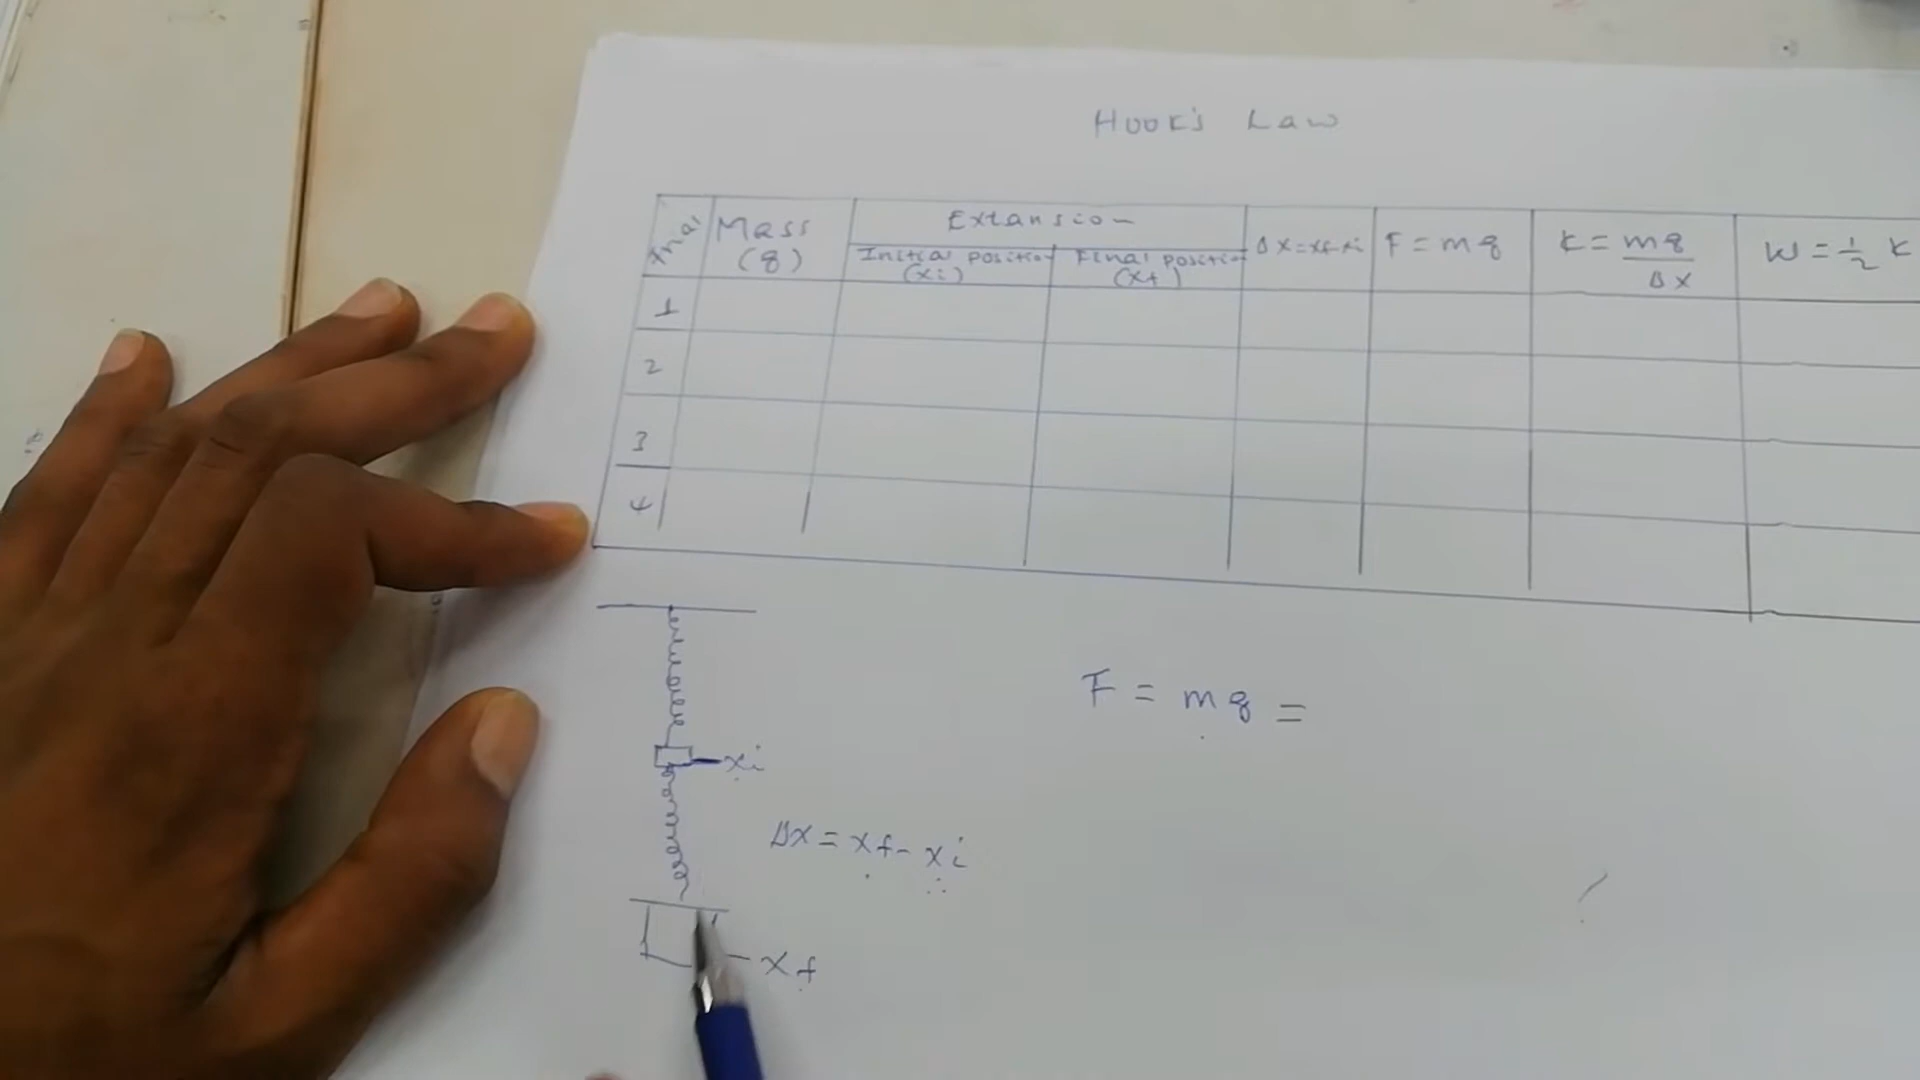 Hook's Law
Trial
Mass
(g)
Extansion
Initial position
(xi)
Final position
(xf)
Δx=xf-xi
F = mg
K = mg
Δx
W = 1/2 K
1
2
3
4
xi
F = mg =
Δx = xf - xi
xf